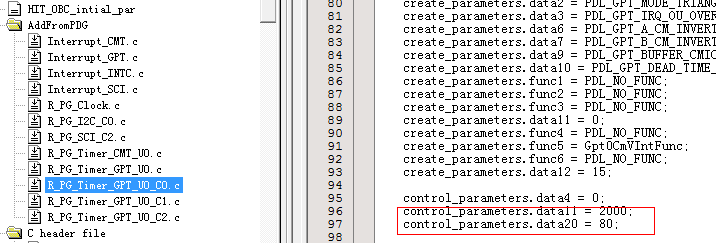 HIT_OBC_intial_par
AddFromPDG
Interrupt_CMT.c
Interrupt_GPT.c
Interrupt_INTC.c
Interrupt_SCI.c
R_PG_Clock.c
R_PG_I2C_C0.c
R_PG_SCI_C2.c
R_PG_Timer_CMT_U0.c
R_PG_Timer_GPT_U0.c
R_PG_Timer_GPT_U0_C0.c
R_PG_Timer_GPT_U0_C1.c
R_PG_Timer_GPT_U0_C2.c
C header file
80 create_parameters.data2 = PDL_GPT_MODE_TRIANG
81 create_parameters.data3 = PDL_GPT_IRQ_OU_OVER
82 create_parameters.data6 = PDL_GPT_A_CM_INVERT
83 create_parameters.data7 = PDL_GPT_B_CM_INVERT
84 create_parameters.data9 = PDL_GPT_BUFFER_CMIC
85 create_parameters.data10 = PDL_GPT_DEAD_TIME_
86 create_parameters.func1 = PDL_NO_FUNC;
87 create_parameters.func2 = PDL_NO_FUNC;
88 create_parameters.func3 = PDL_NO_FUNC;
89 create_parameters.data11 = 0;
90 create_parameters.func4 = PDL_NO_FUNC;
91 create_parameters.func5 = Gpt0CmVIntFunc;
92 create_parameters.func6 = PDL_NO_FUNC;
93 create_parameters.data12 = 15;
94
95 control_parameters.data4 = 0;
96 control_parameters.data11 = 2000;
97 control_parameters.data20 = 80;
98